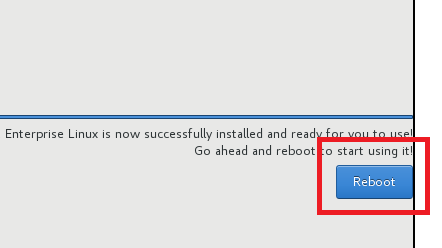 Enterprise Linux is now successfully installed and ready for you to use!
Go ahead and reboot to start using it!
Reboot